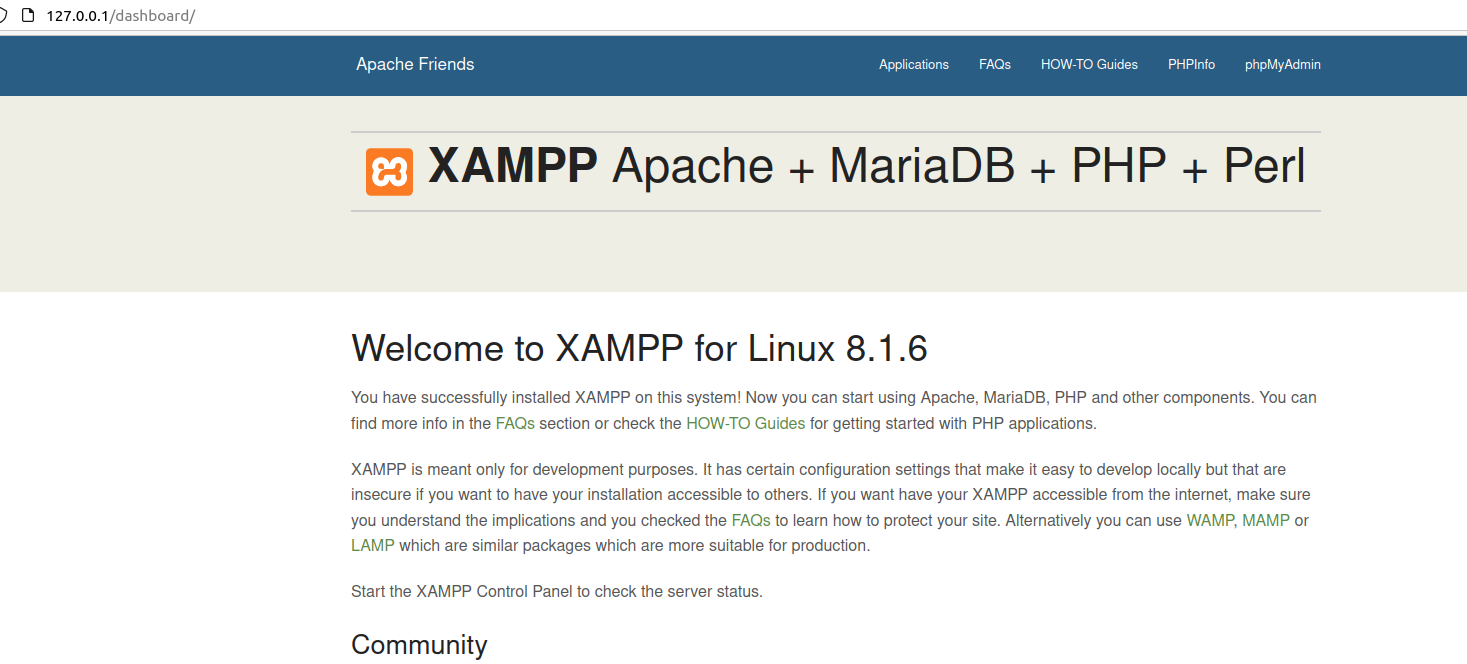 127.0.0.1/dashboard/
Apache Friends Applications FAQs HOW-TO Guides PHPInfo phpMyAdmin
XAMPP Apache + MariaDB + PHP + Perl
Welcome to XAMPP for Linux 8.1.6
You have successfully installed XAMPP on this system! Now you can start using Apache, MariaDB, PHP and other components. You can
find more info in the FAQs section or check the HOW-TO Guides for getting started with PHP applications.
XAMPP is meant only for development purposes. It has certain configuration settings that make it easy to develop locally but that are
insecure if you want to have your installation accessible to others. If you want have your XAMPP accessible from the internet, make sure
you understand the implications and you checked the FAQs to learn how to protect your site. Alternatively you can use WAMP, MAMP or
LAMP which are similar packages which are more suitable for production.
Start the XAMPP Control Panel to check the server status.
Community